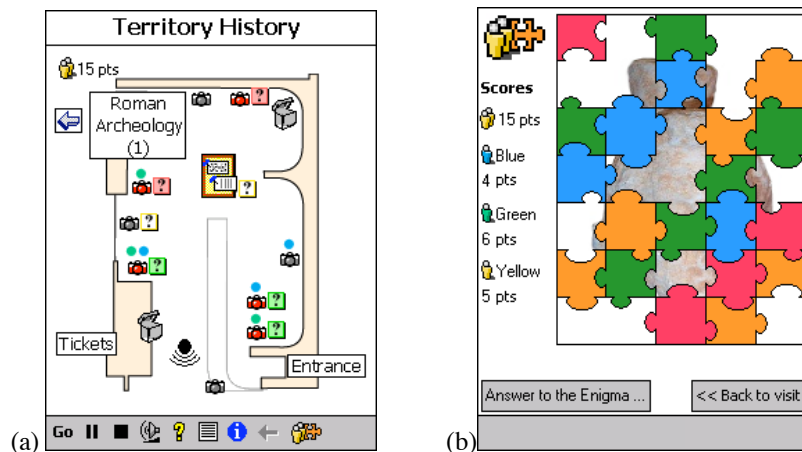 Territory History
15 pts
Roman
Archeology
(1)
?
?
?
?
?
?
?
Tickets
Entrance
Go
?
i
(a)
Scores
15 pts
Blue
4 pts
Green
6 pts
Yellow
5 pts
Answer to the Enigma ...
<< Back to visit
(b)